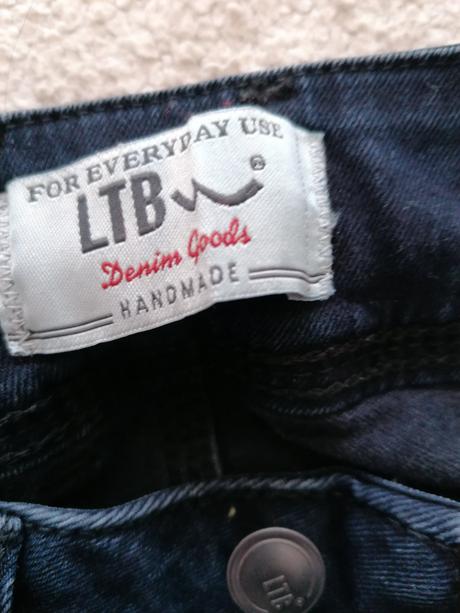 FOR EVERYDAY USE
LTB ®
Denim Goods
HANDMADE
LTB